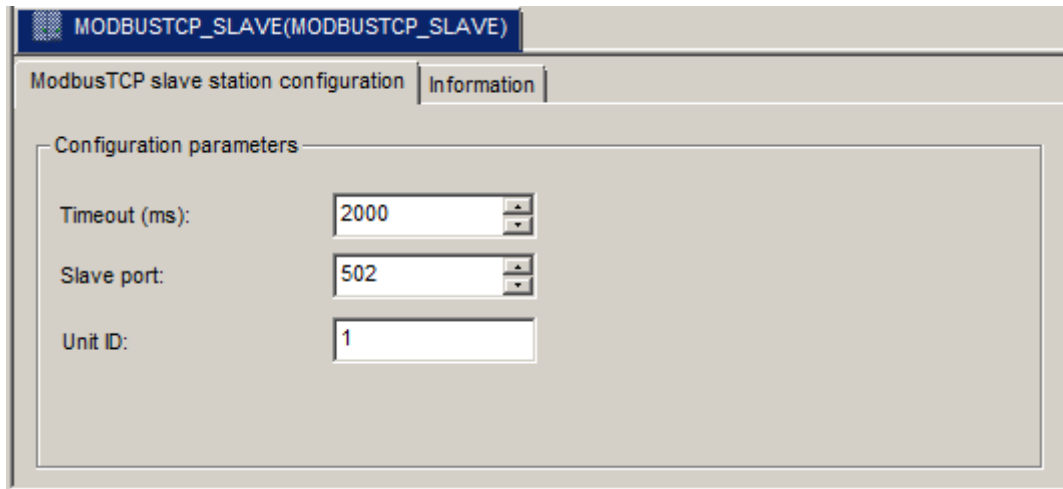 MODBUSTCP_SLAVE(MODBUSTCP_SLAVE)
ModbusTCP slave station configuration Information
Configuration parameters
Timeout (ms): 2000
Slave port: 502
Unit ID: 1